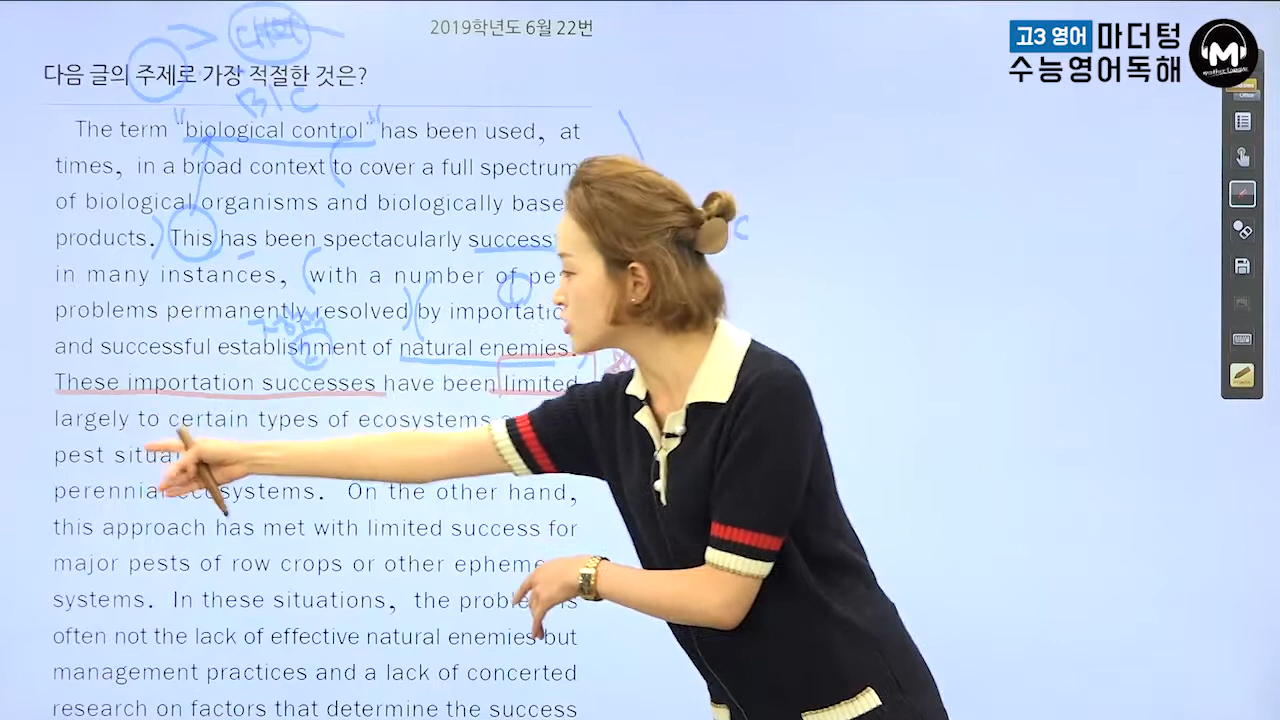 2019학년도 6월 22번
고3 영어 마더텅
수능영어독해
다음 글의 주제로 가장 적절한 것은?
B/C
The term "biological control" has been used, at
times, in a broad context to cover a full spectrum
of biological organisms and biologically base
products. This has been spectacularly success
in many instances, with a number of pe
problems permanently resolved by importatio
and successful establishment of natural enemies.
These importation successes have been limited
largely to certain types of ecosystems
pest situa
perennial ecosystems. On the other hand,
this approach has met with limited success for
major pests of row crops or other epheme
systems. In these situations, the problem is
often not the lack of effective natural enemies but
management practices and a lack of concerted
research on factors that determine the success